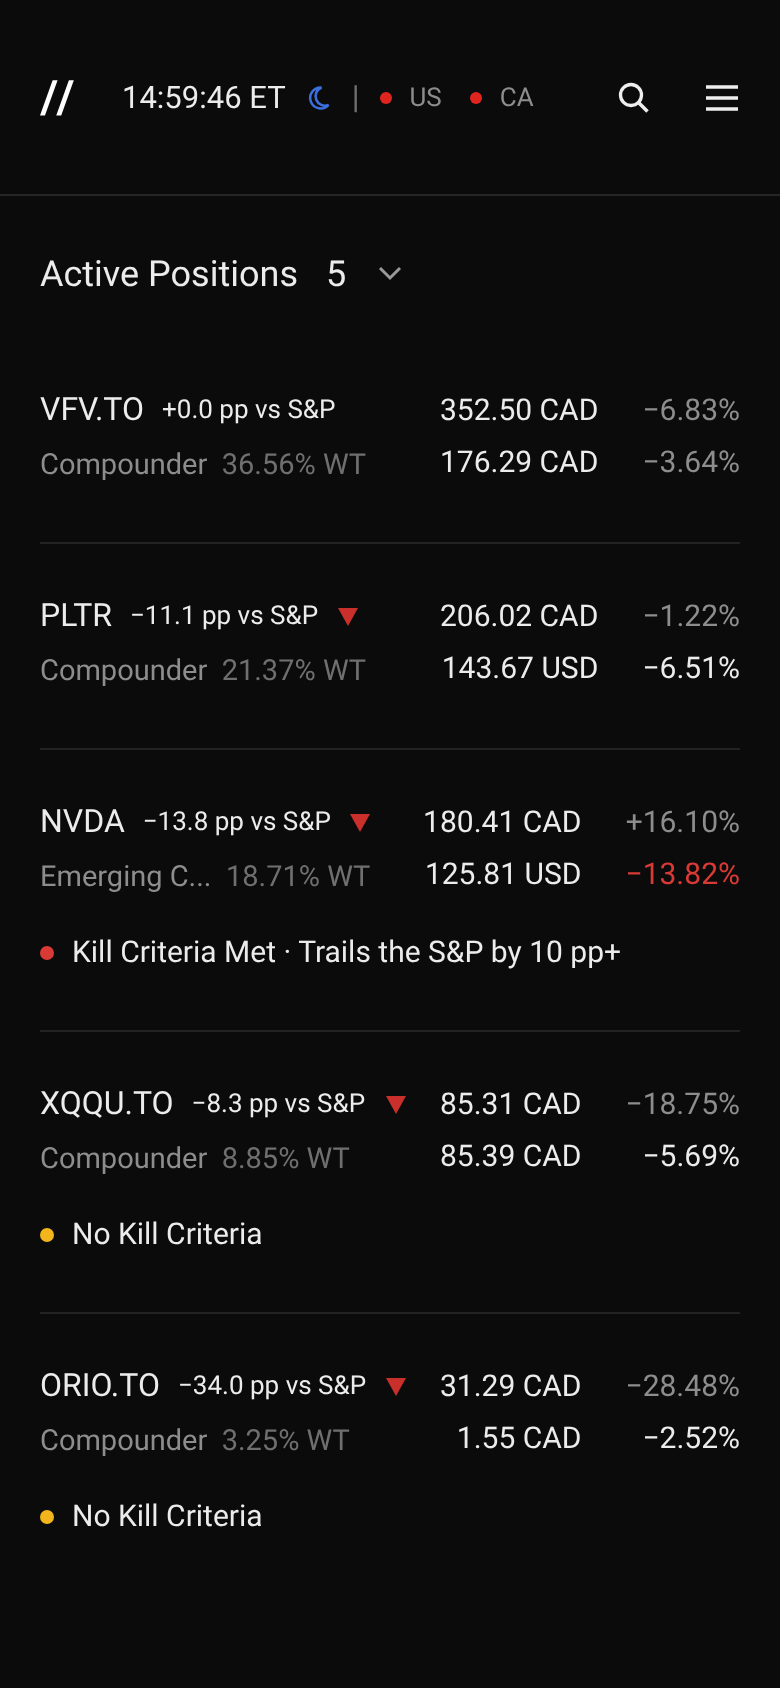 // 14:59:46 ET | US CA
Active Positions 5
VFV.TO +0.0 pp vs S&P 352.50 CAD −6.83%
Compounder 36.56% WT 176.29 CAD −3.64%
PLTR −11.1 pp vs S&P 206.02 CAD −1.22%
Compounder 21.37% WT 143.67 USD −6.51%
NVDA −13.8 pp vs S&P 180.41 CAD +16.10%
Emerging C... 18.71% WT 125.81 USD −13.82%
Kill Criteria Met · Trails the S&P by 10 pp+
XQQU.TO −8.3 pp vs S&P 85.31 CAD −18.75%
Compounder 8.85% WT 85.39 CAD −5.69%
No Kill Criteria
ORIO.TO −34.0 pp vs S&P 31.29 CAD −28.48%
Compounder 3.25% WT 1.55 CAD −2.52%
No Kill Criteria